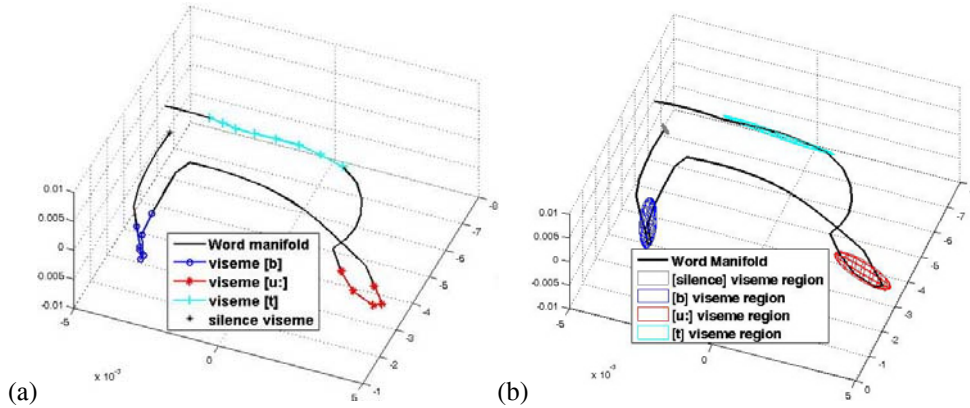 0.01
0.005
0
-0.005
-0.01
-5
0
5
x 10⁻³
-8
-7
-6
-5
-4
-3
-2
-1
Word manifold
viseme [b]
viseme [u:]
viseme [t]
silence viseme
(a)
0.01
0.005
0
-0.005
-0.01
-5
0
5
x 10⁻³
-7
-6
-5
-4
-3
-2
-1
0
Word Manifold
[silence] viseme region
[b] viseme region
[u:] viseme region
[t] viseme region
(b)